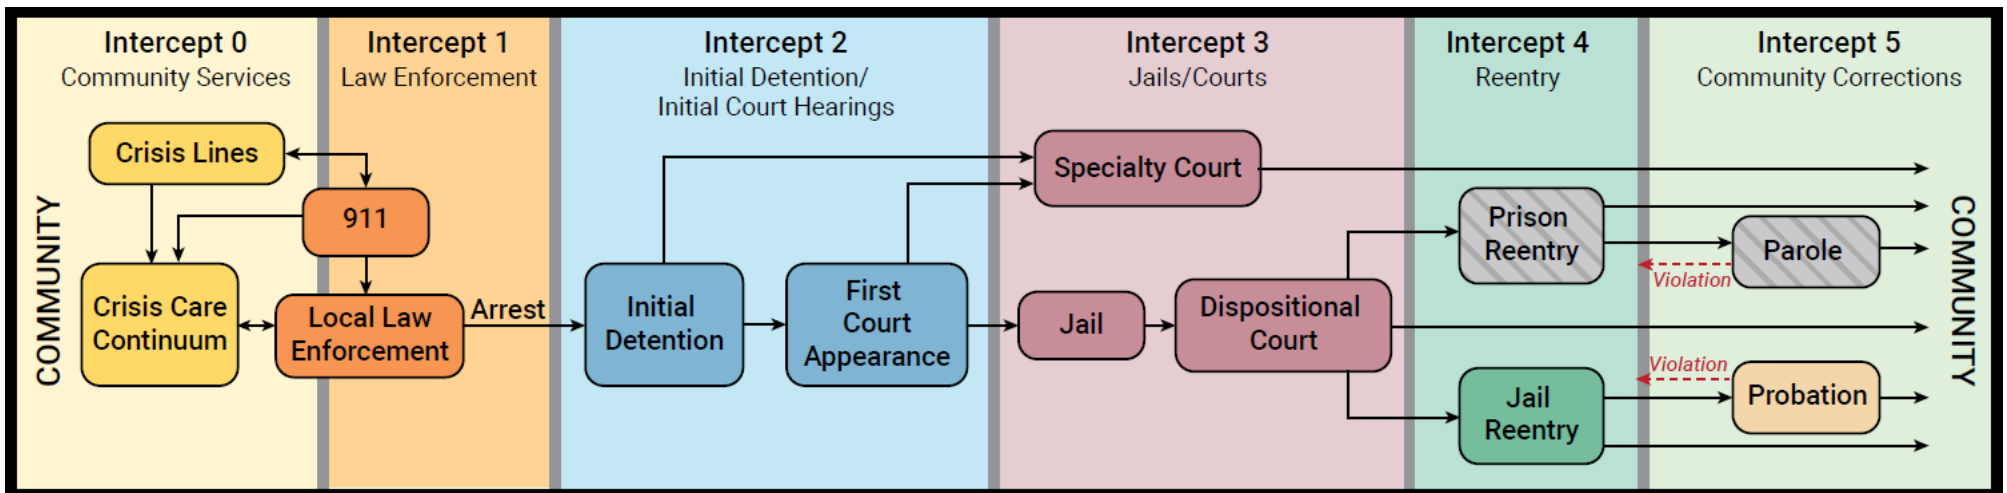 Intercept 0
Community Services
Intercept 1
Law Enforcement
Intercept 2
Initial Detention/
Initial Court Hearings
Intercept 3
Jails/Courts
Intercept 4
Reentry
Intercept 5
Community Corrections
COMMUNITY
Crisis Lines
911
Crisis Care
Continuum
Local Law
Enforcement
Arrest
Initial
Detention
First
Court
Appearance
Specialty Court
Jail
Dispositional
Court
Prison
Reentry
Jail
Reentry
Parole
Violation
Violation
Probation
COMMUNITY